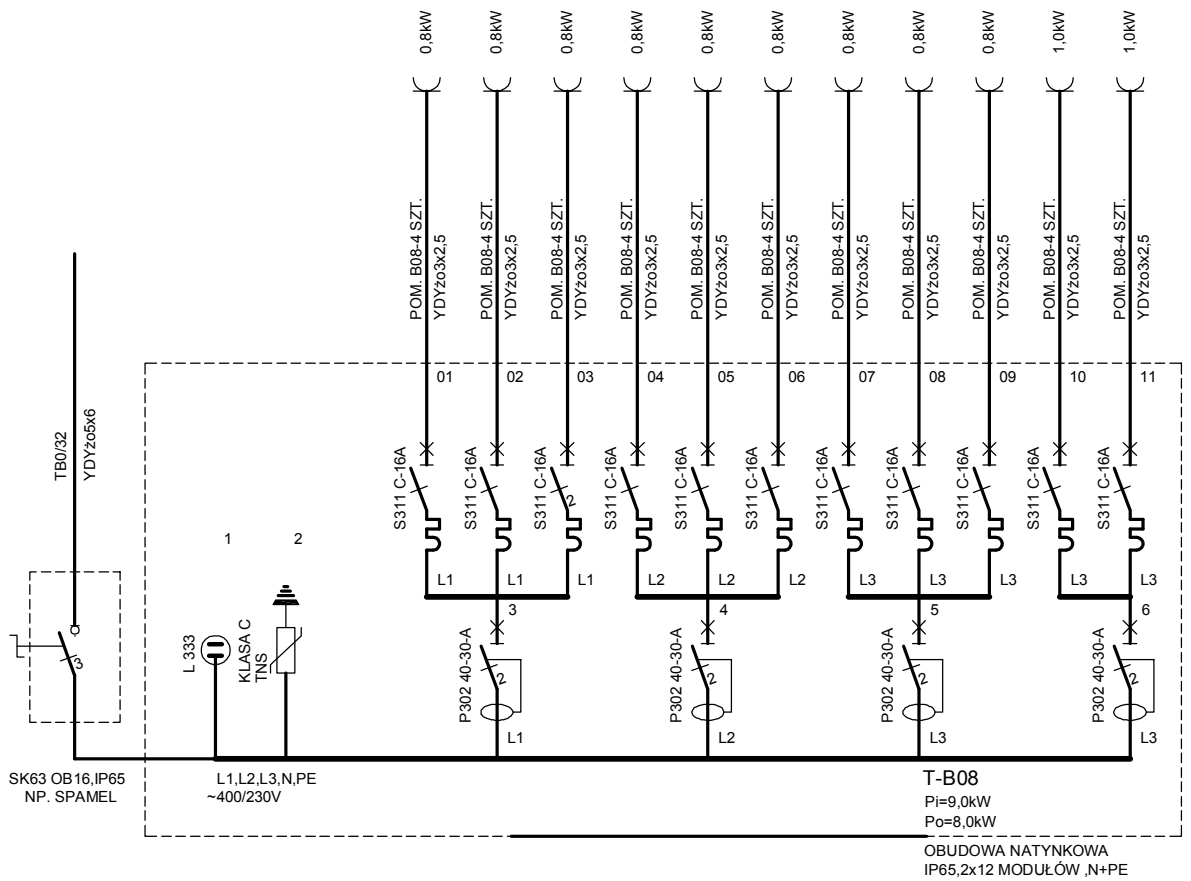 0,8kW
0,8kW
0,8kW
0,8kW
0,8kW
0,8kW
0,8kW
0,8kW
0,8kW
1,0kW
1,0kW
POM. B08-4 SZT.
YDYżo3x2,5
POM. B08-4 SZT.
YDYżo3x2,5
POM. B08-4 SZT.
YDYżo3x2,5
POM. B08-4 SZT.
YDYżo3x2,5
POM. B08-4 SZT.
YDYżo3x2,5
POM. B08-4 SZT.
YDYżo3x2,5
POM. B08-4 SZT.
YDYżo3x2,5
POM. B08-4 SZT.
YDYżo3x2,5
POM. B08-4 SZT.
YDYżo3x2,5
POM. B08-4 SZT.
YDYżo3x2,5
POM. B08-4 SZT.
YDYżo3x2,5
01
02
03
04
05
06
07
08
09
10
11
TB0/32
YDYżo5x6
S311 C-16A
S311 C-16A
S311 C-16A
2
S311 C-16A
S311 C-16A
S311 C-16A
S311 C-16A
S311 C-16A
S311 C-16A
S311 C-16A
S311 C-16A
1
2
L1
L1
L1
L2
L2
L2
L3
L3
L3
L3
L3
3
4
5
6
3
L 333
KLASA C
TNS
P302 40-30-A
2
P302 40-30-A
2
P302 40-30-A
2
P302 40-30-A
2
L1
L2
L3
L3
SK63 OB16,IP65
NP. SPAMEL
L1,L2,L3,N,PE
~400/230V
T-B08
Pi=9,0kW
Po=8,0kW
OBUDOWA NATYNKOWA
IP65,2x12 MODUŁÓW ,N+PE